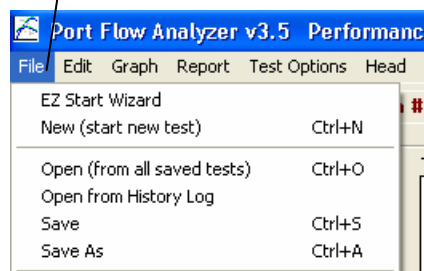 Port Flow Analyzer v3.5 Performanc
File Edit Graph Report Test Options Head
EZ Start Wizard
#
New (start new test) Ctrl+N
Open (from all saved tests) Ctrl+O
Open from History Log
Save Ctrl+S
Save As Ctrl+A